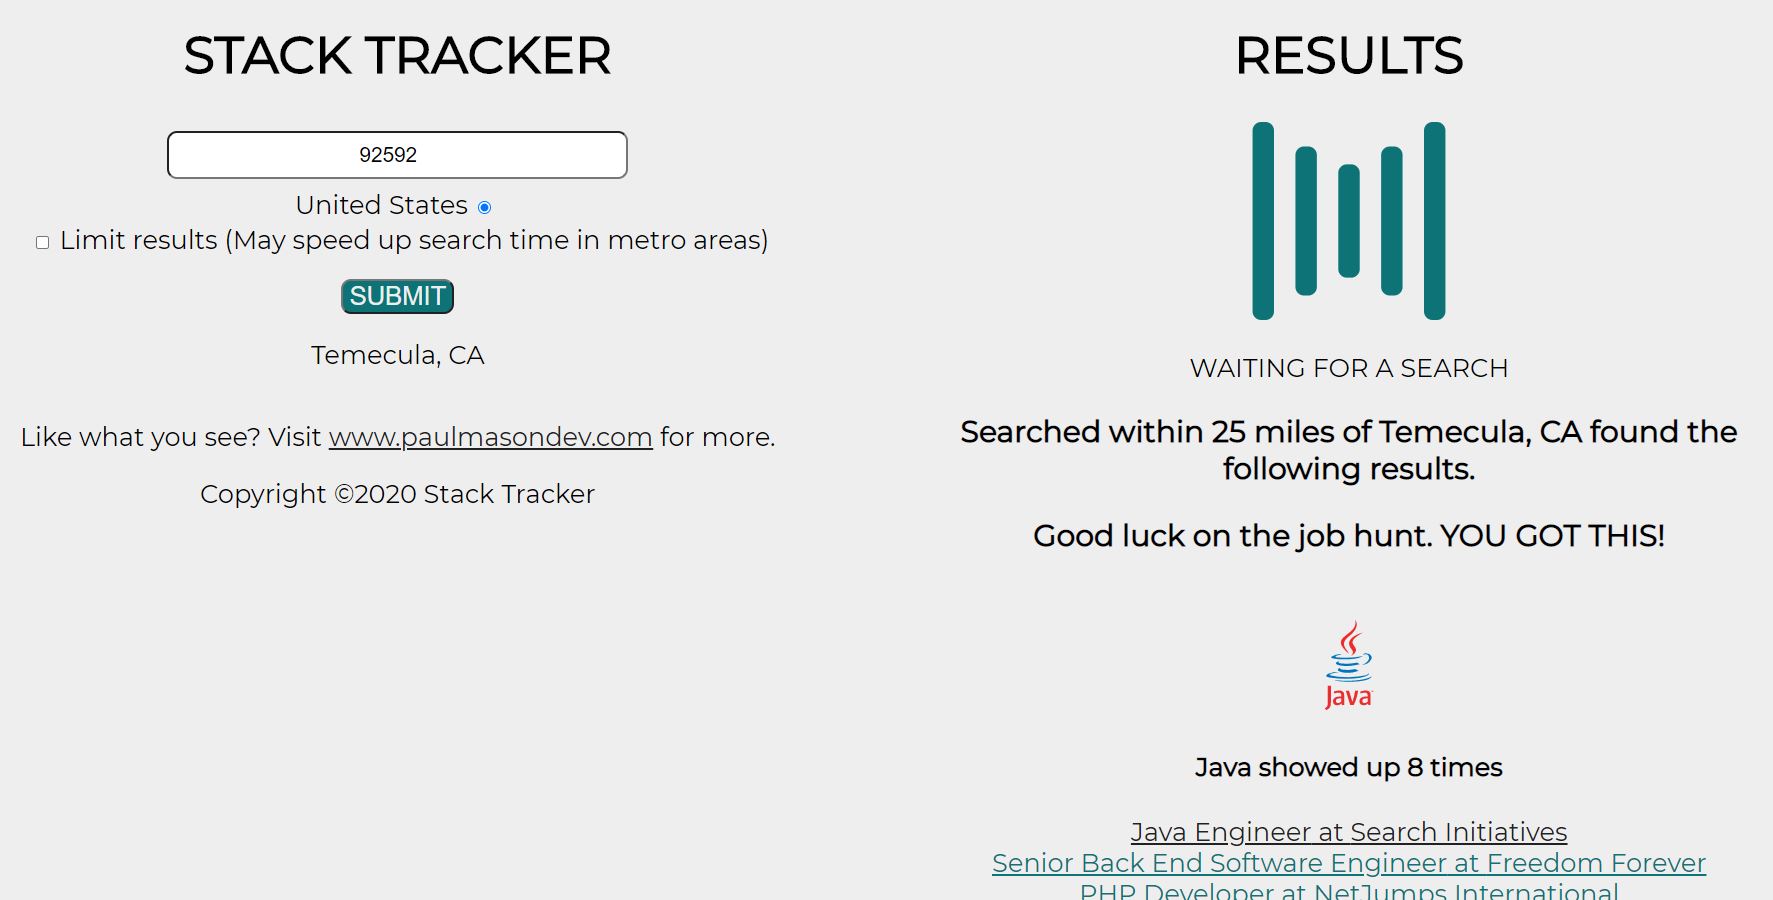 STACK TRACKER
92592
United States
Limit results (May speed up search time in metro areas)
SUBMIT
Temecula, CA
Like what you see? Visit www.paulmasondev.com for more.
Copyright ©2020 Stack Tracker
RESULTS
WAITING FOR A SEARCH
Searched within 25 miles of Temecula, CA found the
following results.
Good luck on the job hunt. YOU GOT THIS!
Java
Java showed up 8 times
Java Engineer at Search Initiatives
Senior Back End Software Engineer at Freedom Forever
PHP Developer at NetJumps International